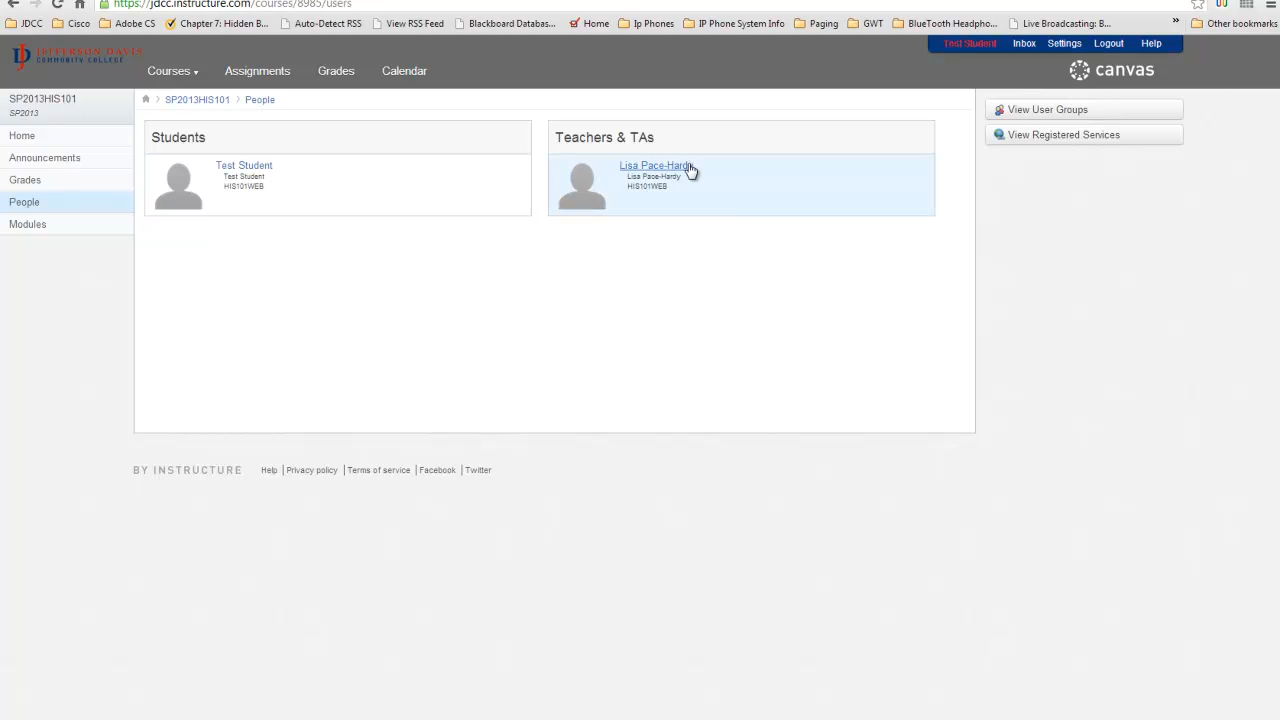 https://jdcc.instructure.com/courses/8985/users
JDCC
Cisco
Adobe CS
Chapter 7: Hidden B...
Auto-Detect RSS
View RSS Feed
Blackboard Databas...
Home
Ip Phones
IP Phone System Info
Paging
GWT
BlueTooth Headpho...
Live Broadcasting: B...
»
Other bookmarks
JEFFERSON DAVIS
COMMUNITY COLLEGE
Courses
Assignments
Grades
Calendar
Test Student
Inbox
Settings
Logout
Help
canvas
SP2013HIS101
SP2013
Home
Announcements
Grades
People
Modules
SP2013HIS101
People
Students
Test Student
Test Student
HIS101WEB
Teachers & TAs
Lisa Pace-Hardy
Lisa Pace-Hardy
HIS101WEB
View User Groups
View Registered Services
BY INSTRUCTURE
Help | Privacy policy | Terms of service | Facebook | Twitter